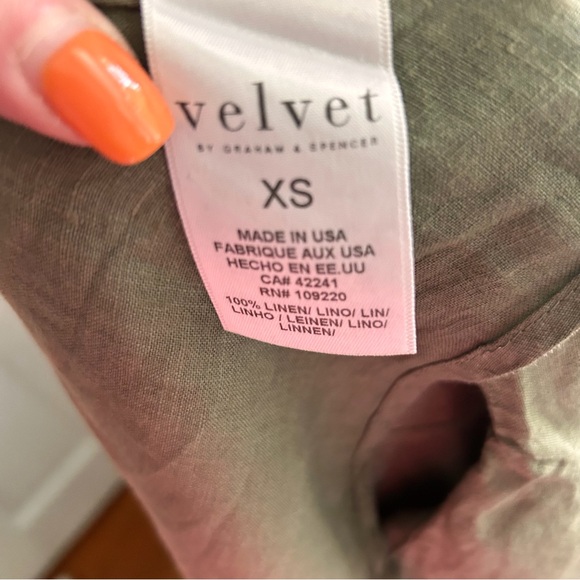 velvet
BY GRAHAM & SPENCER
XS
MADE IN USA
FABRIQUE AUX USA
HECHO EN EE.UU
CA# 42241
RN# 109220
100% LINEN/ LINO/ LIN/
LINHO / LEINEN/ LINO/
LINNEN/